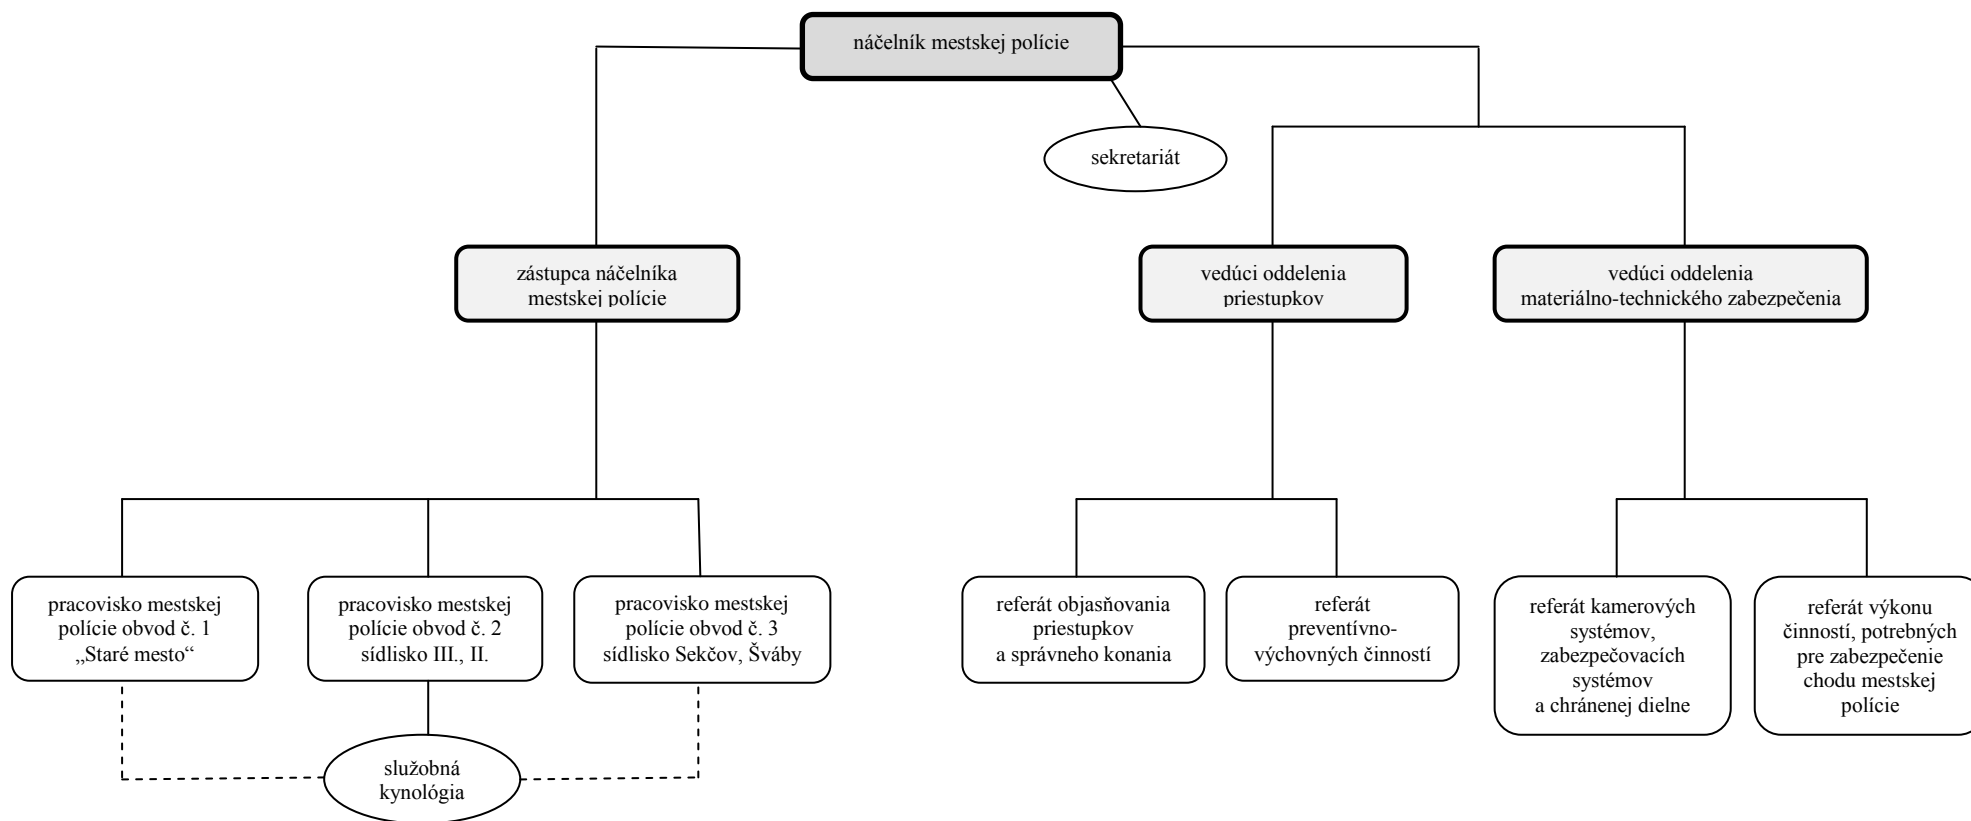 náčelník mestskej polície
sekretariát
zástupca náčelníka
mestskej polície
vedúci oddelenia
priestupkov
vedúci oddelenia
materiálno-technického zabezpečenia
pracovisko mestskej
polície obvod č. 1
„Staré mesto“
pracovisko mestskej
polície obvod č. 2
sídlisko III., II.
pracovisko mestskej
polície obvod č. 3
sídlisko Sekčov, Šváby
referát objasňovania
priestupkov
a správneho konania
referát
preventívno-
výchovných činností
referát kamerových
systémov,
zabezpečovacích
systémov
a chránenej dielne
referát výkonu
činností, potrebných
pre zabezpečenie
chodu mestskej
polície
služobná
kynológia